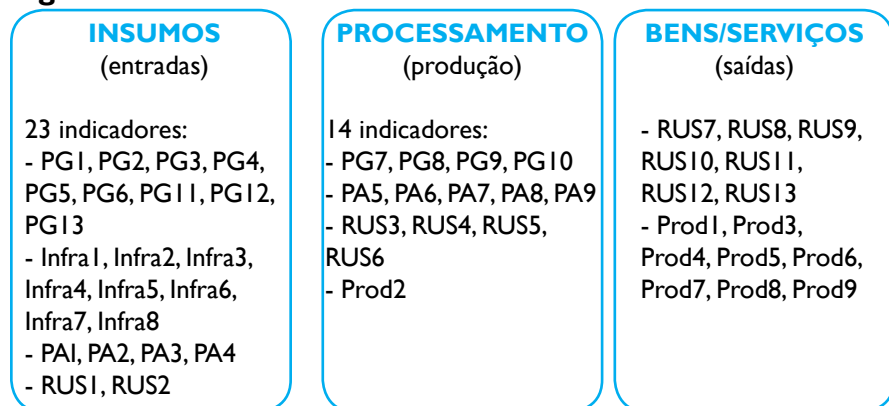 INSUMOS
(entradas)
23 indicadores:
- PG1, PG2, PG3, PG4,
PG5, PG6, PG11, PG12,
PG13
- Infra1, Infra2, Infra3,
Infra4, Infra5, Infra6,
Infra7, Infra8
- PAI, PA2, PA3, PA4
- RUS1, RUS2
PROCESSAMENTO
(produção)
14 indicadores:
- PG7, PG8, PG9, PG10
- PA5, PA6, PA7, PA8, PA9
- RUS3, RUS4, RUS5,
RUS6
- Prod2
BENS/SERVIÇOS
(saídas)
- RUS7, RUS8, RUS9,
RUS10, RUS11,
RUS12, RUS13
- Prod1, Prod3,
Prod4, Prod5, Prod6,
Prod7, Prod8, Prod9